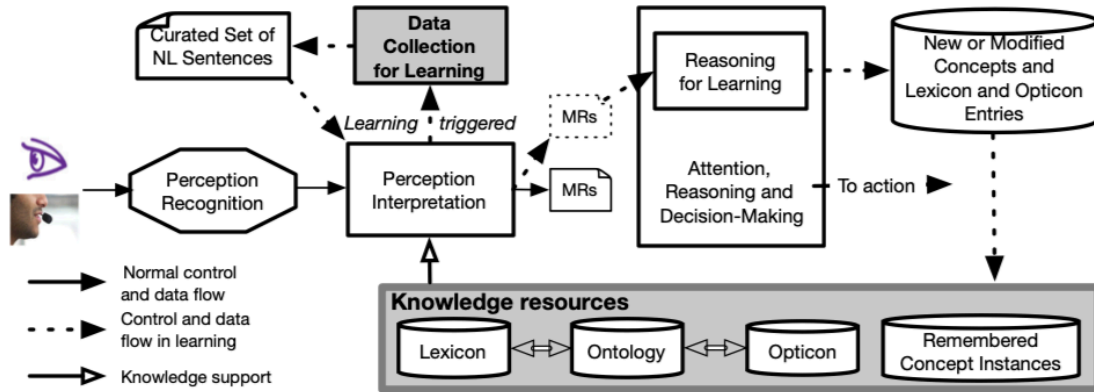 Curated Set of
NL Sentences
Data
Collection
for Learning
Learning triggered
Perception
Recognition
Perception
Interpretation
MRs
MRs
Reasoning
for Learning
Attention,
Reasoning and
Decision-Making
To action
New or Modified
Concepts and
Lexicon and Opticon
Entries
Normal control
and data flow
Control and data
flow in learning
Knowledge support
Knowledge resources
Lexicon
Ontology
Opticon
Remembered
Concept Instances